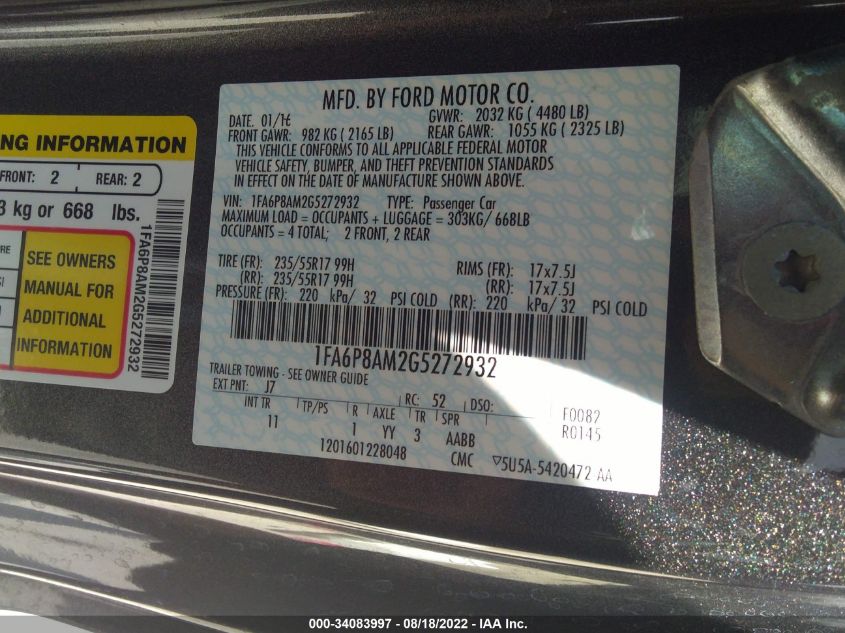 NG INFORMATION
FRONT: 2 REAR: 2
3 kg or 668 lbs.
SEE OWNERS
MANUAL FOR
ADDITIONAL
INFORMATION
1FA6P8AM2G5272932
MFD. BY FORD MOTOR CO.
DATE: 01/16 GVWR: 2032 KG ( 4480 LB)
FRONT GAWR: 982 KG ( 2165 LB) REAR GAWR: 1055 KG ( 2325 LB)
THIS VEHICLE CONFORMS TO ALL APPLICABLE FEDERAL MOTOR
VEHICLE SAFETY, BUMPER, AND THEFT PREVENTION STANDARDS
IN EFFECT ON THE DATE OF MANUFACTURE SHOWN ABOVE.
VIN: 1FA6P8AM2G5272932 TYPE: Passenger Car
MAXIMUM LOAD = OCCUPANTS + LUGGAGE = 303KG/ 668LB
OCCUPANTS = 4 TOTAL; 2 FRONT, 2 REAR
TIRE (FR): 235/55R17 99H RIMS (FR): 17x7.5J
(RR): 235/55R17 99H (RR): 17x7.5J
PRESSURE (FR): 220 kPa/ 32 PSI COLD (RR): 220 kPa/ 32 PSI COLD
1FA6P8AM2G5272932
TRAILER TOWING - SEE OWNER GUIDE
EXT PNT: J7 RC: 52 DSO: F0082
INT TR TP/PS R AXLE TR SPR R0145
11 1 YY 3 AABB
1201601228048 CMC ▽5U5A-5420472 AA
000-34083997 - 08/18/2022 - IAA Inc.